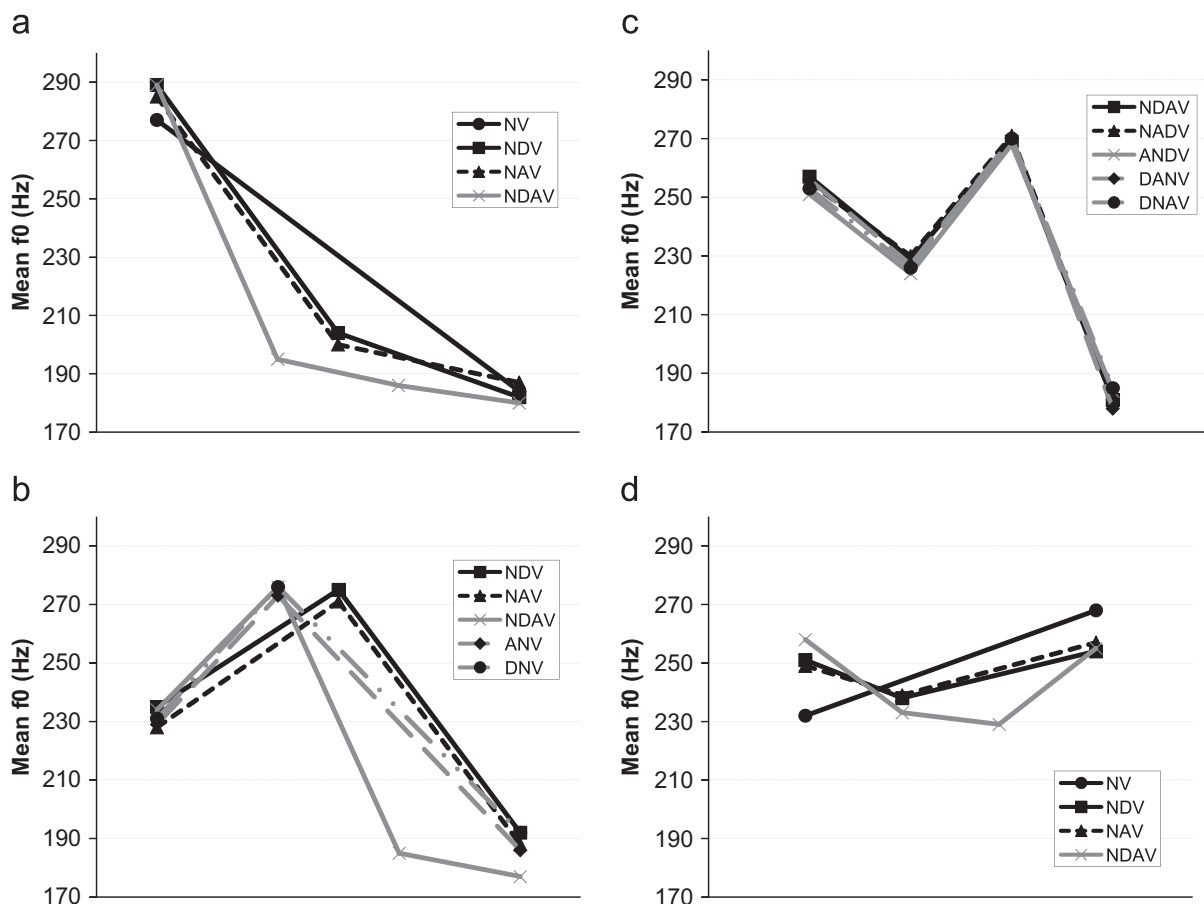 a
290
270
250
230
210
190
170
Mean f0 (Hz)
NV
NDV
NAV
NDAV
c
290
270
250
230
210
190
170
Mean f0 (Hz)
NDAV
NADV
ANDV
DANV
DNAV
b
290
270
250
230
210
190
170
Mean f0 (Hz)
NDV
NAV
NDAV
ANV
DNV
d
290
270
250
230
210
190
170
Mean f0 (Hz)
NV
NDV
NAV
NDAV